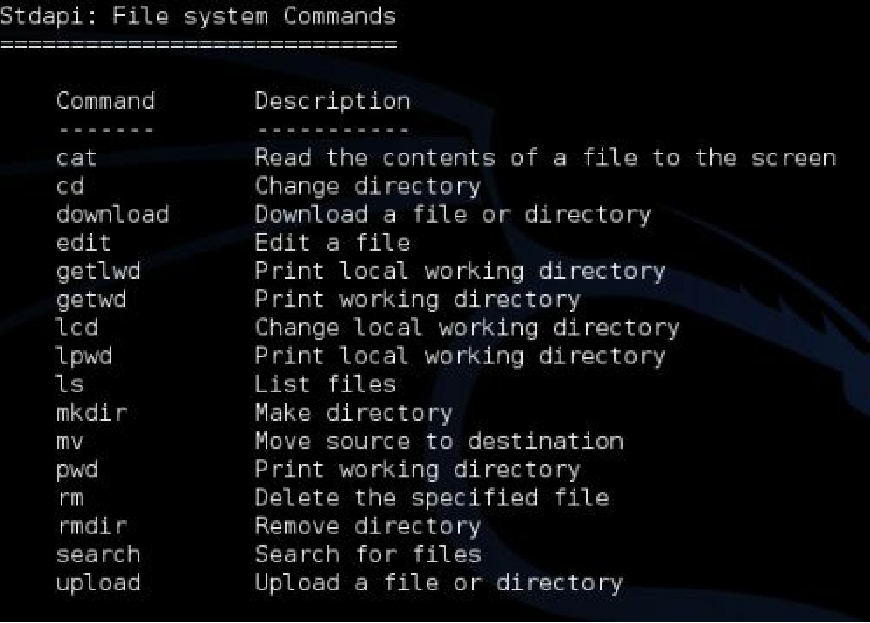 Stdapi: File system Commands
============================
Command Description
------- -----------
cat Read the contents of a file to the screen
cd Change directory
download Download a file or directory
edit Edit a file
getlwd Print local working directory
getwd Print working directory
lcd Change local working directory
lpwd Print local working directory
ls List files
mkdir Make directory
mv Move source to destination
pwd Print working directory
rm Delete the specified file
rmdir Remove directory
search Search for files
upload Upload a file or directory